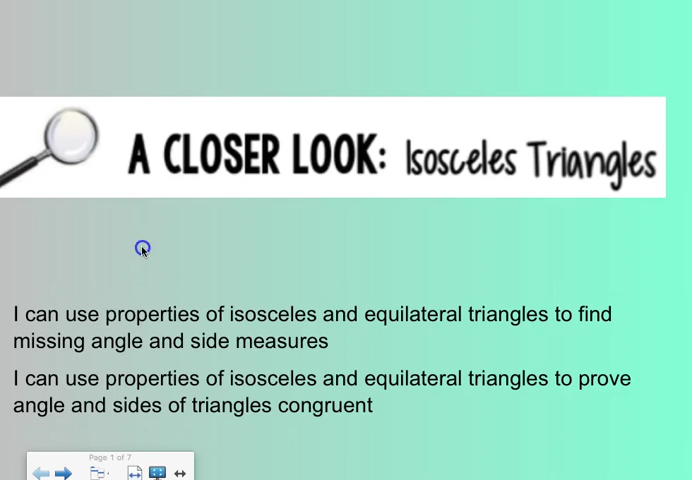 A CLOSER LOOK: Isosceles Triangles
I can use properties of isosceles and equilateral triangles to find
missing angle and side measures
I can use properties of isosceles and equilateral triangles to prove
angle and sides of triangles congruent
Page 1 of 7